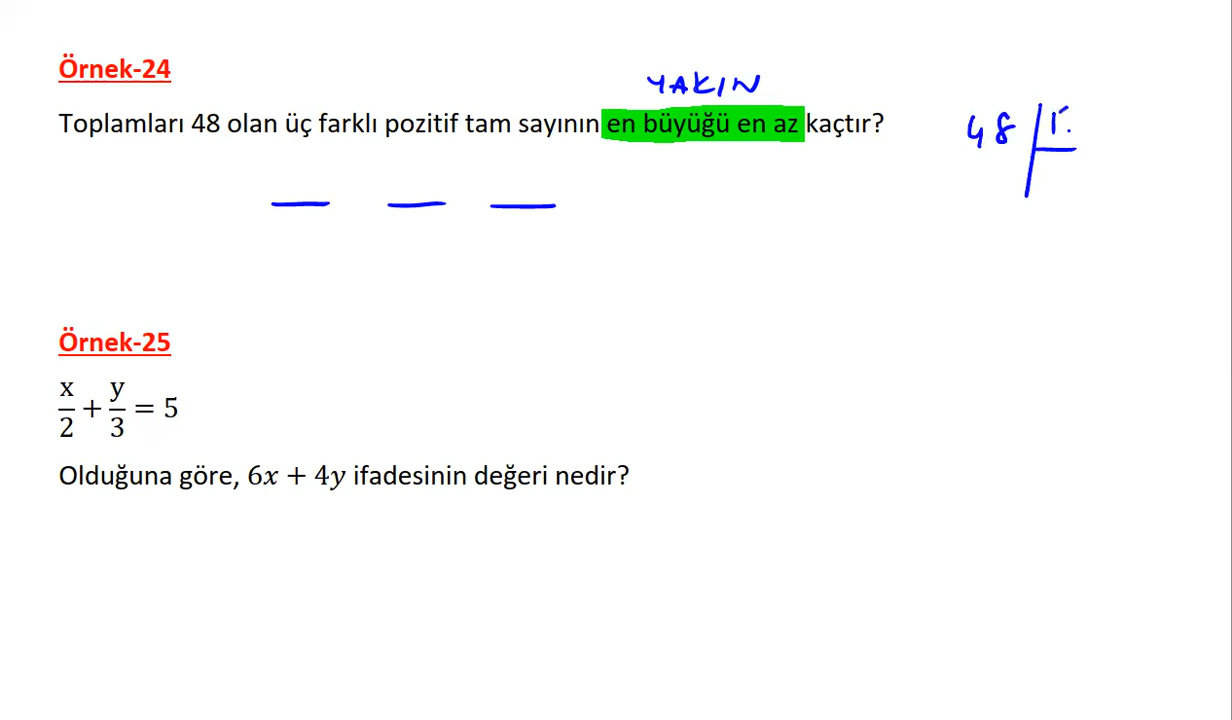 Örnek-24
YAKIN
Toplamları 48 olan üç farklı pozitif tam sayının en büyüğü en az kaçtır?
48
Örnek-25
x/2 + y/3 = 5
Olduğuna göre, 6x + 4y ifadesinin değeri nedir?